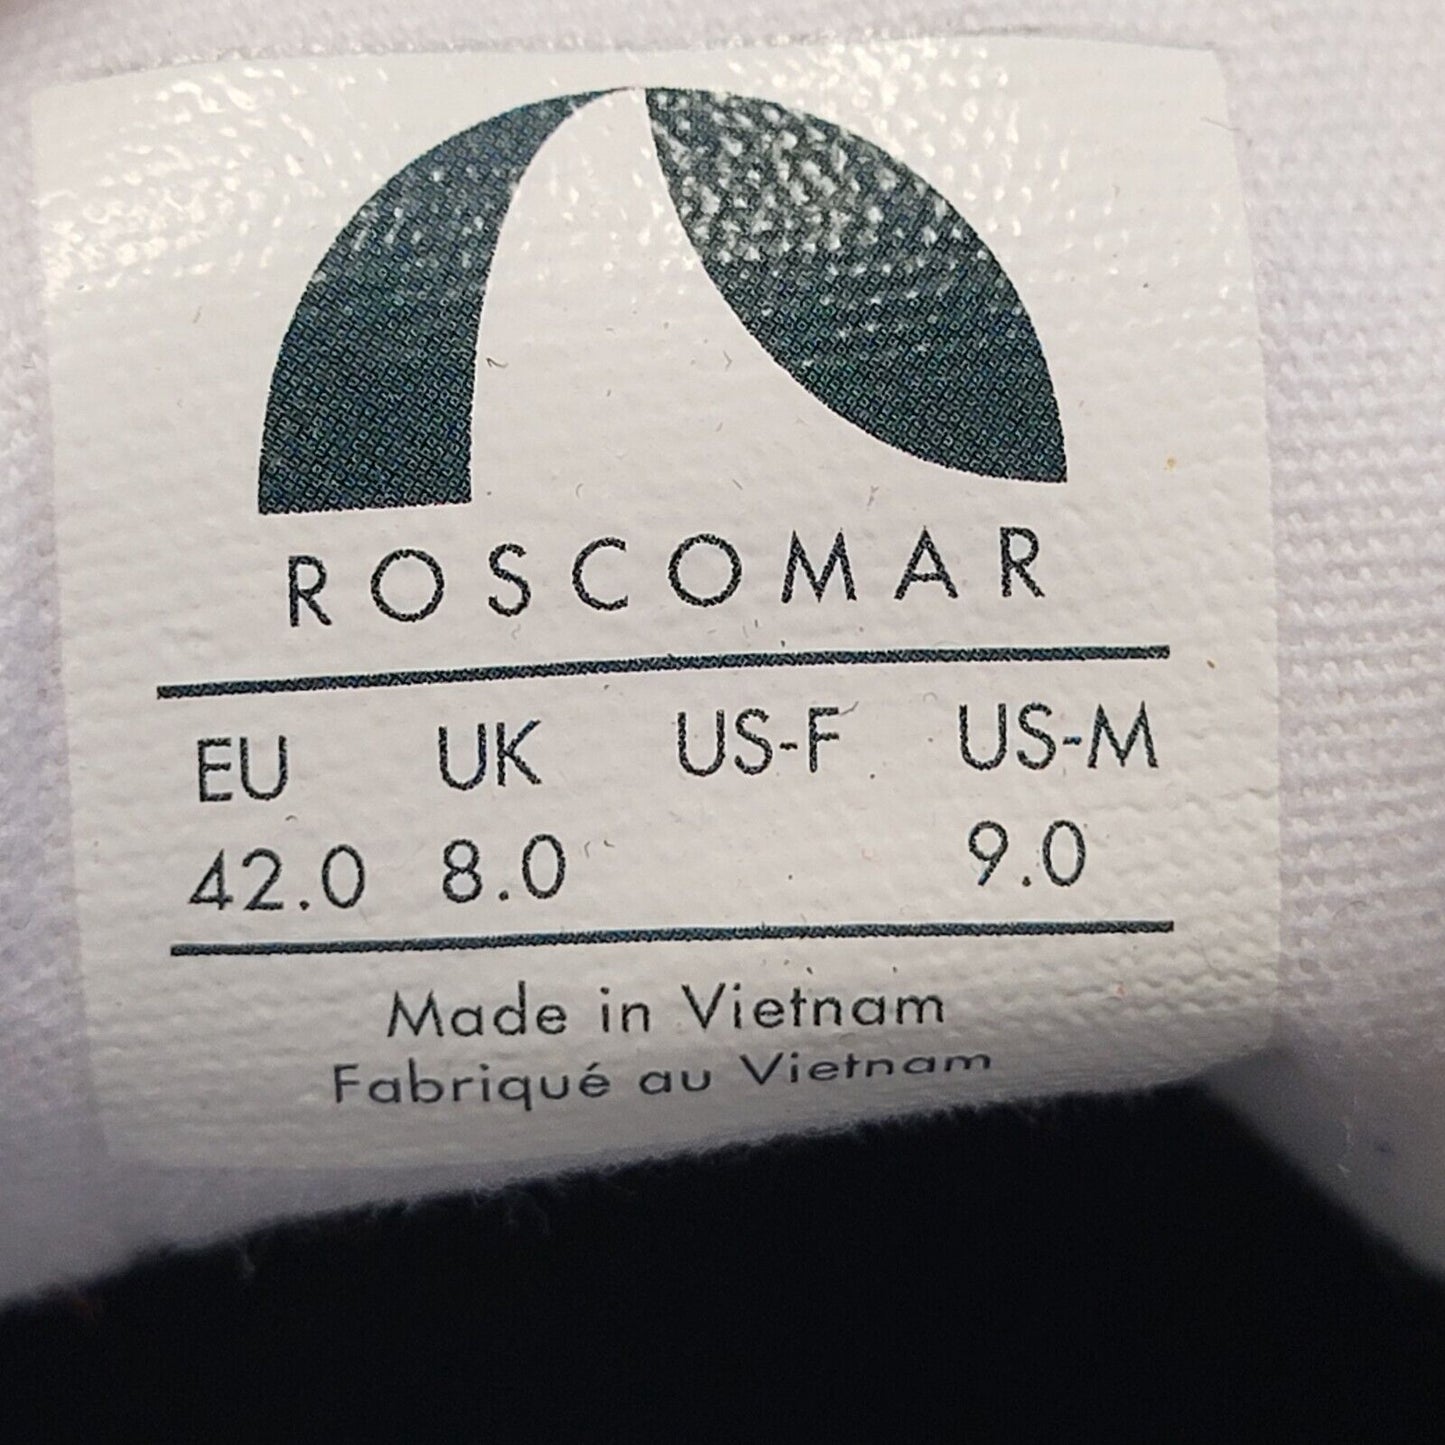 ROSCOMAR
EU UK US-F US-M
42.0 8.0 9.0
Made in Vietnam
Fabriqué au Vietnam